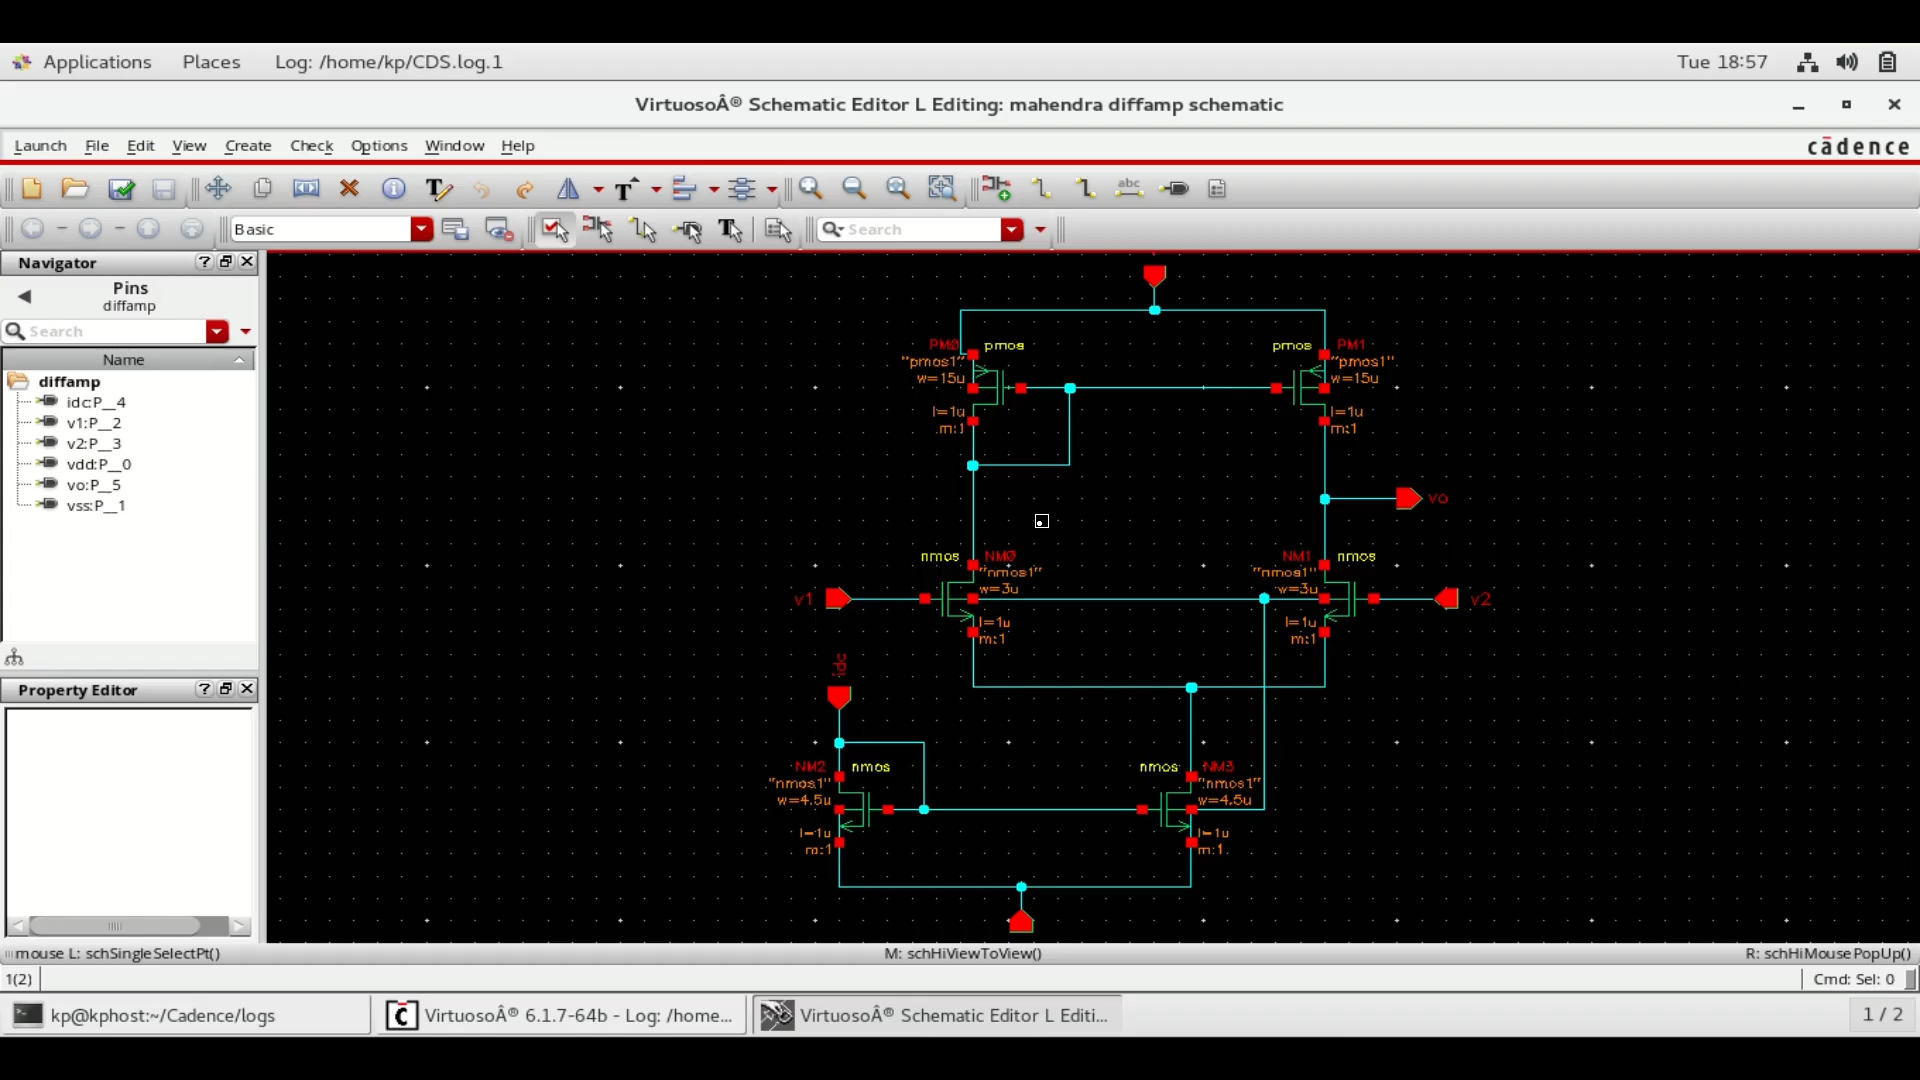 Applications Places Log: /home/kp/CDS.log.1 Tue 18:57
VirtuosoÂ® Schematic Editor L Editing: mahendra diffamp schematic
Launch File Edit View Create Check Options Window Help cādence
abc
Basic Search
Navigator
Pins
diffamp
Search
Name
diffamp
idc:P__4
v1:P__2
v2:P__3
vdd:P__0
vo:P__5
vss:P__1
Property Editor
PM0 pmos
"pmos1"
w=15u
l=1u
m:1
pmos PM1
"pmos1"
w=15u
l=1u
m:1
vo
nmos NM0
"nmos1"
w=3u
l=1u
m:1
NM1 nmos
"nmos1"
w=3u
l=1u
m:1
v1
v2
idc
NM2 nmos
"nmos1"
w=4.5u
l=1u
m:1
nmos NM3
"nmos1"
w=4.5u
l=1u
m:1
mouse L: schSingleSelectPt() M: schHiViewToView() R: schHiMousePopUp()
1(2) Cmd: Sel: 0
kp@kphost:~/Cadence/logs VirtuosoÂ® 6.1.7-64b - Log: /home... VirtuosoÂ® Schematic Editor L Editi... 1 / 2